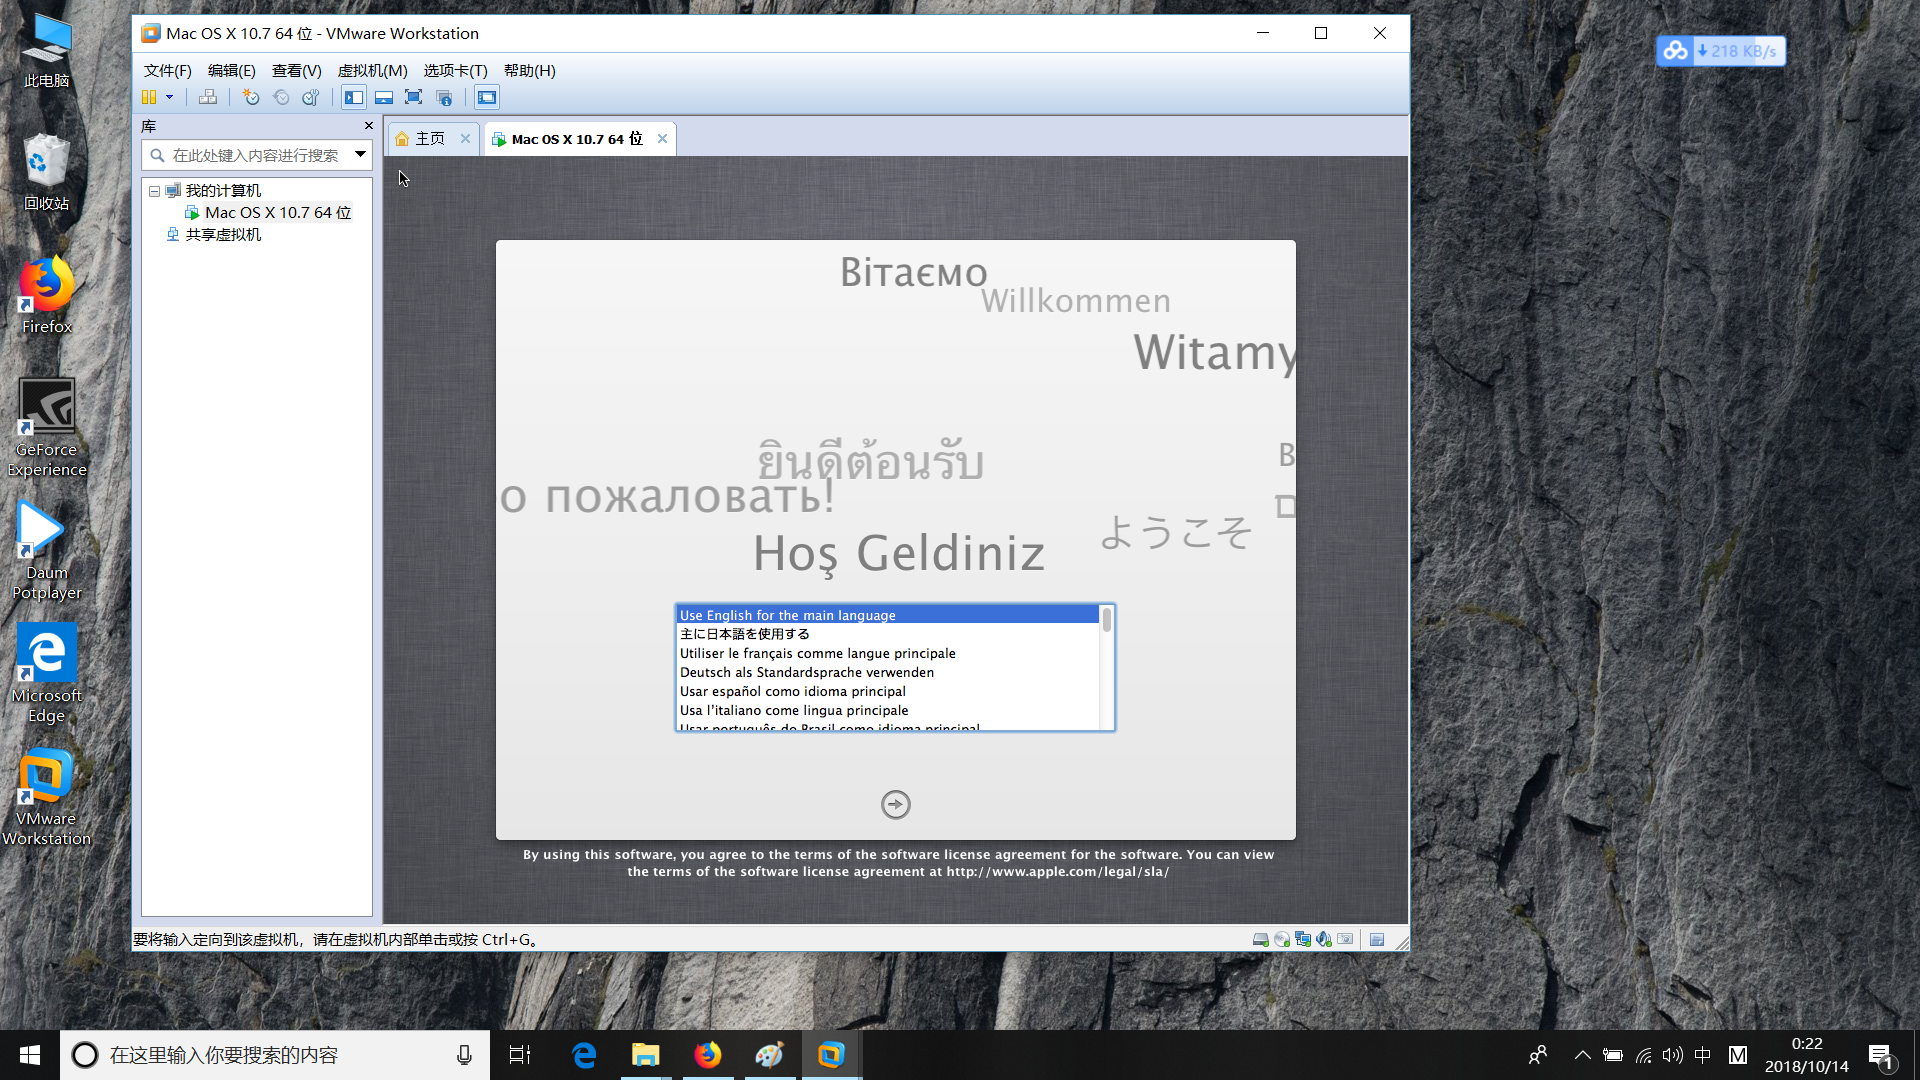 此电脑
回收站
Firefox
GeForce
Experience
Daum
Potplayer
Microsoft
Edge
VMware
Workstation
Mac OS X 10.7 64 位 - VMware Workstation
文件(F) 编辑(E) 查看(V) 虚拟机(M) 选项卡(T) 帮助(H)
库
在此处键入内容进行搜索
我的计算机
Mac OS X 10.7 64 位
共享虚拟机
主页
Mac OS X 10.7 64 位
Вітаємо
Willkommen
Witamy
ยินดีต้อนรับ
B
о пожаловать!
ようこそ
Hoş Geldiniz
Use English for the main language
主に日本語を使用する
Utiliser le français comme langue principale
Deutsch als Standardsprache verwenden
Usar español como idioma principal
Usa l'italiano come lingua principale
Usar português do Brasil como idioma principal
By using this software, you agree to the terms of the software license agreement for the software. You can view
the terms of the software license agreement at http://www.apple.com/legal/sla/
要将输入定向到该虚拟机，请在虚拟机内部单击或按 Ctrl+G。
218 KB/s
在这里输入你要搜索的内容
中
M
0:22
2018/10/14
1